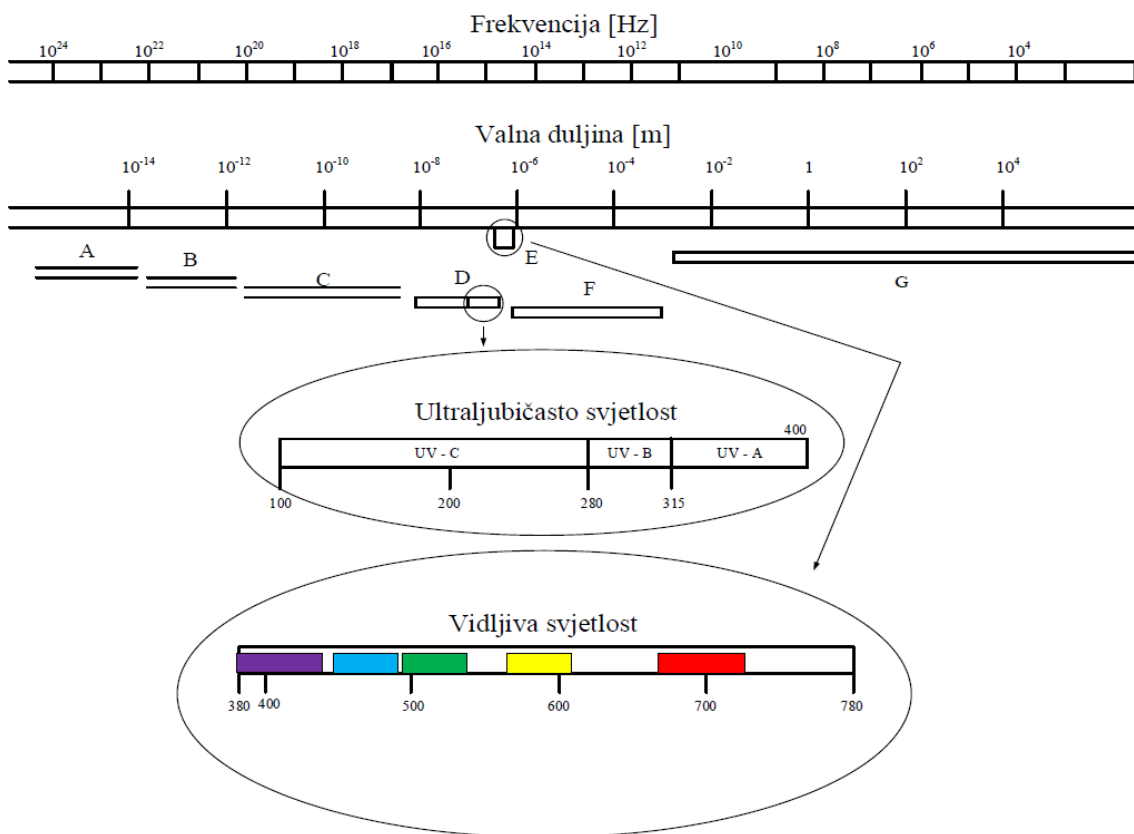 Frekvencija [Hz]
10^24 10^22 10^20 10^18 10^16 10^14 10^12 10^10 10^8 10^6 10^4
Valna duljina [m]
10^-14 10^-12 10^-10 10^-8 10^-6 10^-4 10^-2 1 10^2 10^4
A B C D E F G
Ultraljubičasto svjetlost
400
UV - C UV - B UV - A
100 200 280 315
Vidljiva svjetlost
380 400 500 600 700 780